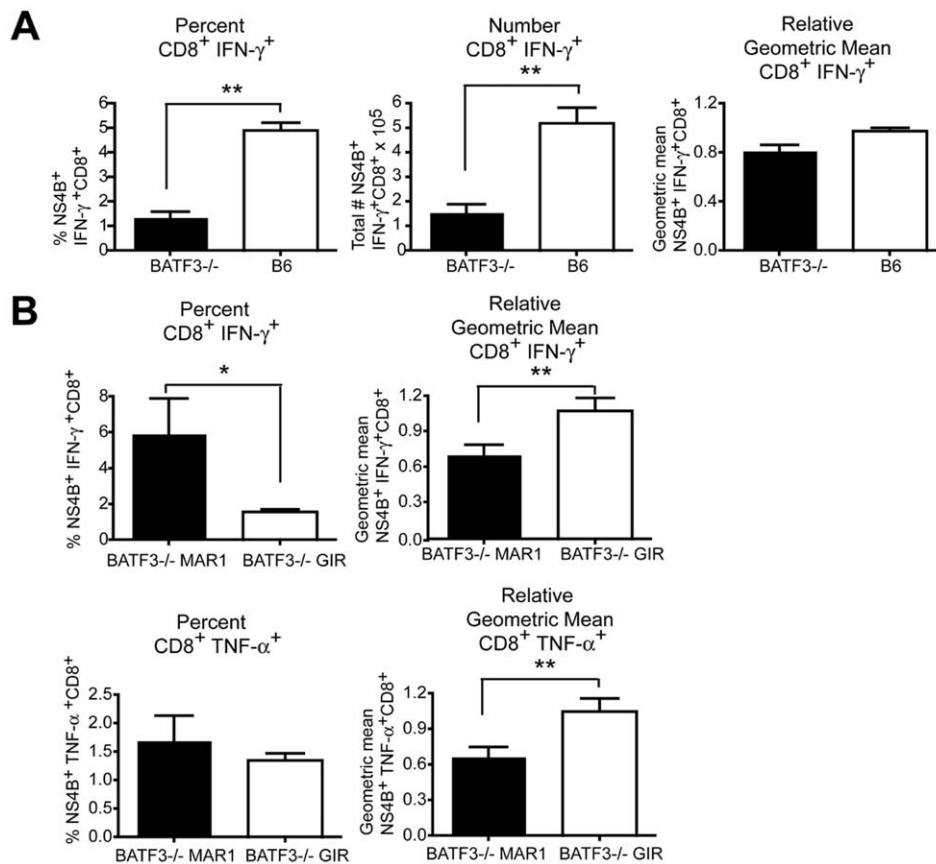 A
Percent
CD8+ IFN-γ+
**
6
5
4
3
2
1
0
% NS4B+
IFN-γ+CD8+
BATF3-/-
B6
Number
CD8+ IFN-γ+
**
6
5
4
3
2
1
0
Total # NS4B+
IFN-γ+CD8+ x 105
BATF3-/-
B6
Relative
Geometric Mean
CD8+ IFN-γ+
1.2
0.8
0.4
0.0
Geometric mean
NS4B+ IFN-γ+CD8+
BATF3-/-
B6
B
Percent
CD8+ IFN-γ+
*
8
6
4
2
0
% NS4B+ IFN-γ+CD8+
BATF3-/- MAR1
BATF3-/- GIR
Relative
Geometric Mean
CD8+ IFN-γ+
**
1.2
0.9
0.6
0.3
0.0
Geometric mean
NS4B+ IFN-γ+CD8+
BATF3-/- MAR1
BATF3-/- GIR
Percent
CD8+ TNF-α+
2.5
2.0
1.5
1.0
0.5
0.0
% NS4B+ TNF-α +CD8+
BATF3-/- MAR1
BATF3-/- GIR
Relative
Geometric Mean
CD8+ TNF-α+
**
1.2
0.9
0.6
0.3
0.0
Geometric mean
NS4B+ TNF-α+CD8+
BATF3-/- MAR1
BATF3-/- GIR